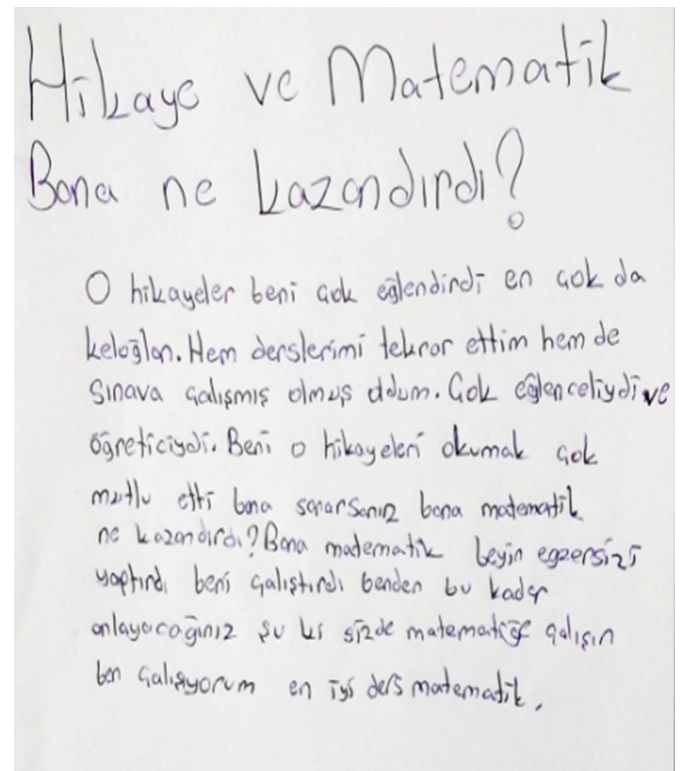 Hikaye ve Matematik
Bana ne kazandırdı?
O hikayeler beni çok eğlendirdi en çok da
keloğlan. Hem derslerimi tekrar ettim hem de
Sınava çalışmış olmuş oldum. Çok eğlenceliydi ve
öğreticiydi. Beni o hikayeleri okumak çok
mutlu etti bana sorarsanız bana matematik
ne kazandırdı? Bana matematik beyin egzersizi
yaptırdı beni çalıştırdı benden bu kadar
anlayacağınız şu ki sizde matematiğe çalışın
ben çalışıyorum en iyi ders matematik.